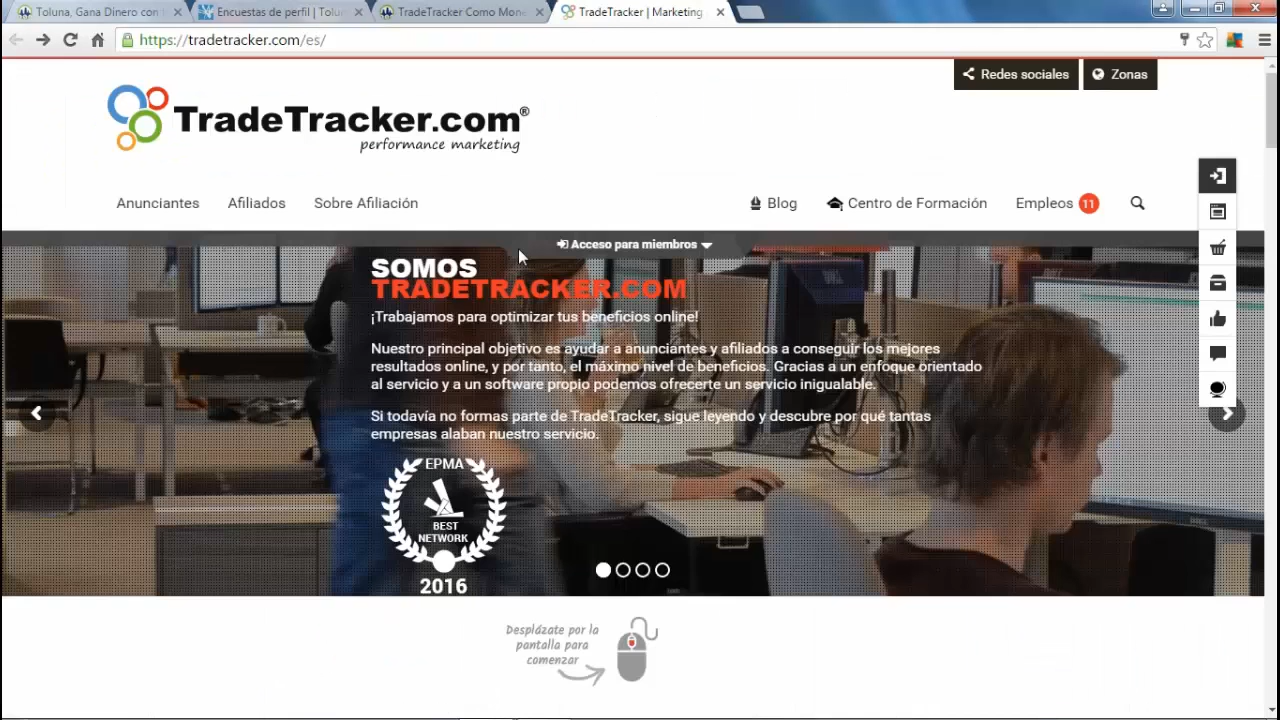 Toluna, Gana Dinero con
Encuestas de perfil | Tolun
TradeTracker Como Mone
TradeTracker | Marketing
https://tradetracker.com/es/
Redes sociales
Zonas
TradeTracker.com®
performance marketing
Anunciantes
Afiliados
Sobre Afiliación
Blog
Centro de Formación
Empleos 11
Acceso para miembros
SOMOS
TRADETRACKER.COM
¡Trabajamos para optimizar tus beneficios online!
Nuestro principal objetivo es ayudar a anunciantes y afiliados a conseguir los mejores
resultados online, y por tanto, el máximo nivel de beneficios. Gracias a un enfoque orientado
al servicio y a un software propio podemos ofrecerte un servicio inigualable.
Si todavía no formas parte de TradeTracker, sigue leyendo y descubre por qué tantas
empresas alaban nuestro servicio.
EPMA
BEST
NETWORK
2016
Desplázate por la
pantalla para
comenzar